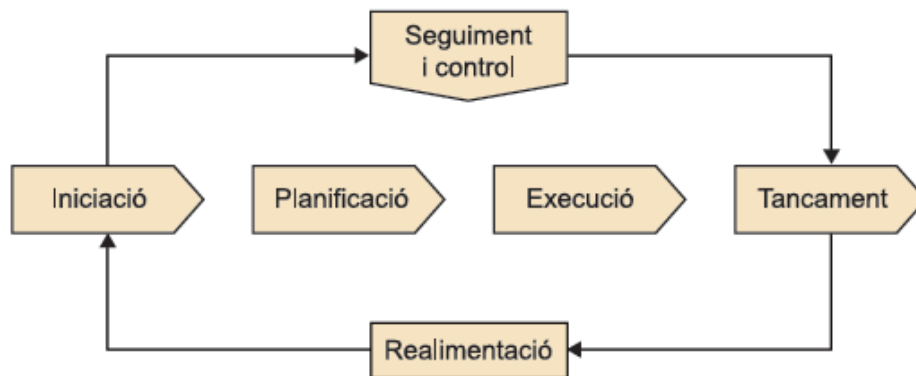 Seguiment
i control
Iniciació
Planificació
Execució
Tancament
Realimentació